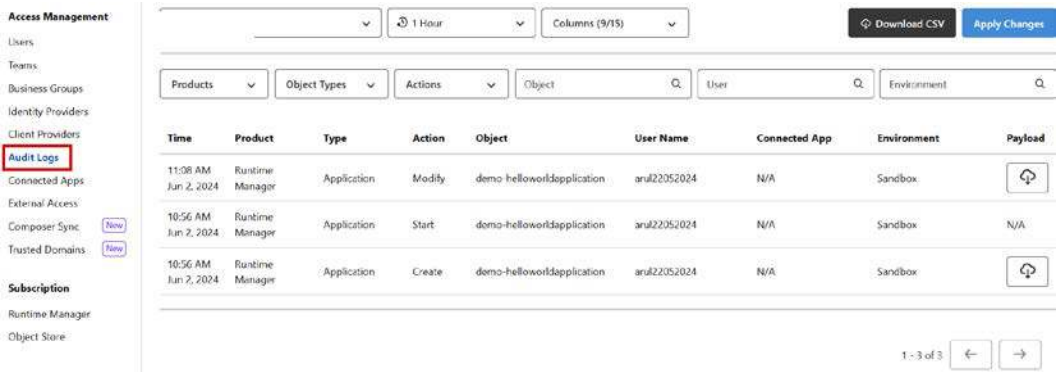 Access Management
Users
Teams
Business Groups
Identity Providers
Client Providers
Audit Logs
Connected Apps
External Access
Composer Sync New
Trusted Domains New
Subscription
Runtime Manager
Object Store
1 Hour Columns (9/15) Download CSV Apply Changes
Products Object Types Actions Object User Environment
Time Product Type Action Object User Name Connected App Environment Payload
11:08 AM Runtime
Jun 2, 2024 Manager Application Modify demo-helloworldapplication arul22052024 N/A Sandbox
10:56 AM Runtime
Jun 2, 2024 Manager Application Start demo-helloworldapplication arul22052024 N/A Sandbox N/A
10:56 AM Runtime
Jun 2, 2024 Manager Application Create demo-helloworldapplication arul22052024 N/A Sandbox
1 - 3 of 3